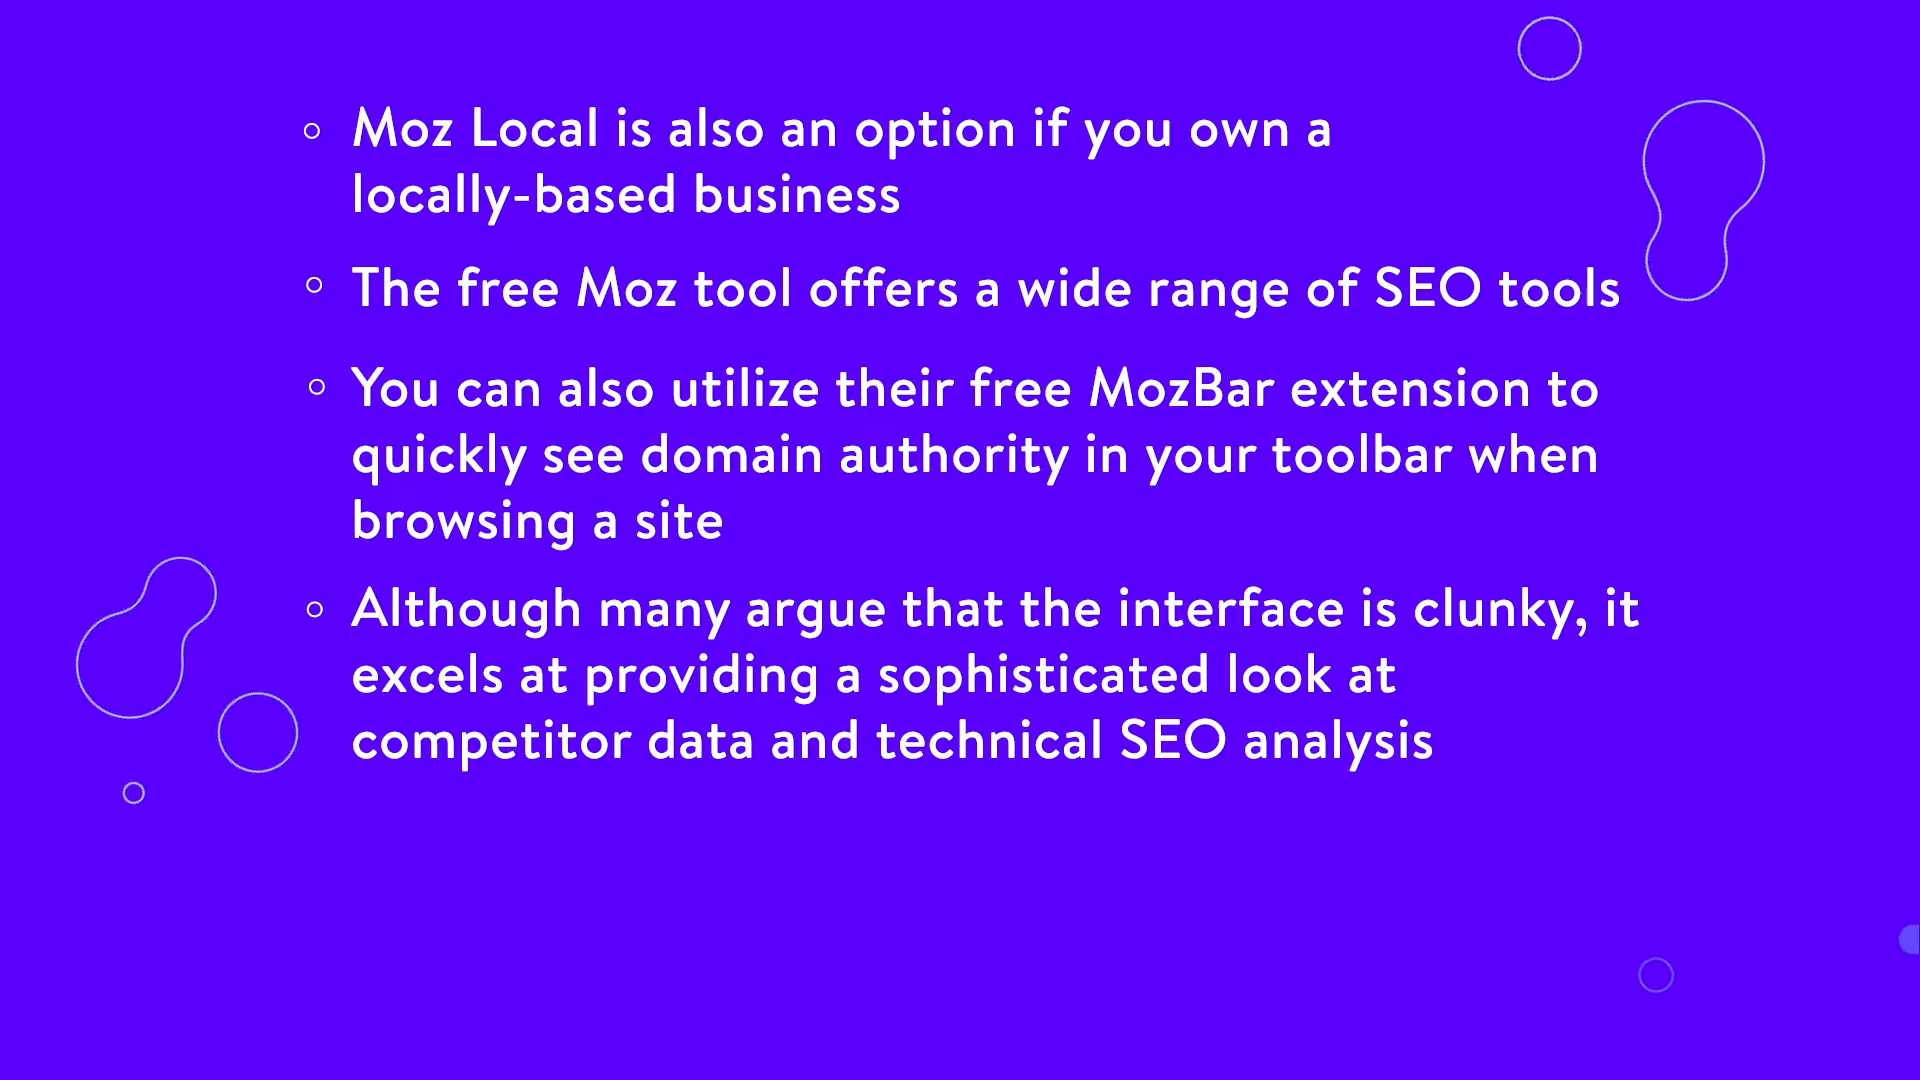 Moz Local is also an option if you own a
locally-based business
The free Moz tool offers a wide range of SEO tools
You can also utilize their free MozBar extension to
quickly see domain authority in your toolbar when
browsing a site
Although many argue that the interface is clunky, it
excels at providing a sophisticated look at
competitor data and technical SEO analysis